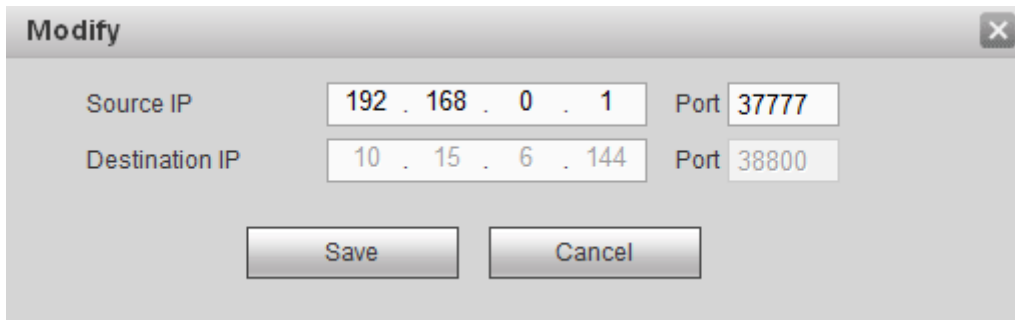 Modify
Source IP 192 . 168 . 0 . 1 Port 37777
Destination IP 10 . 15 . 6 . 144 Port 38800
Save Cancel